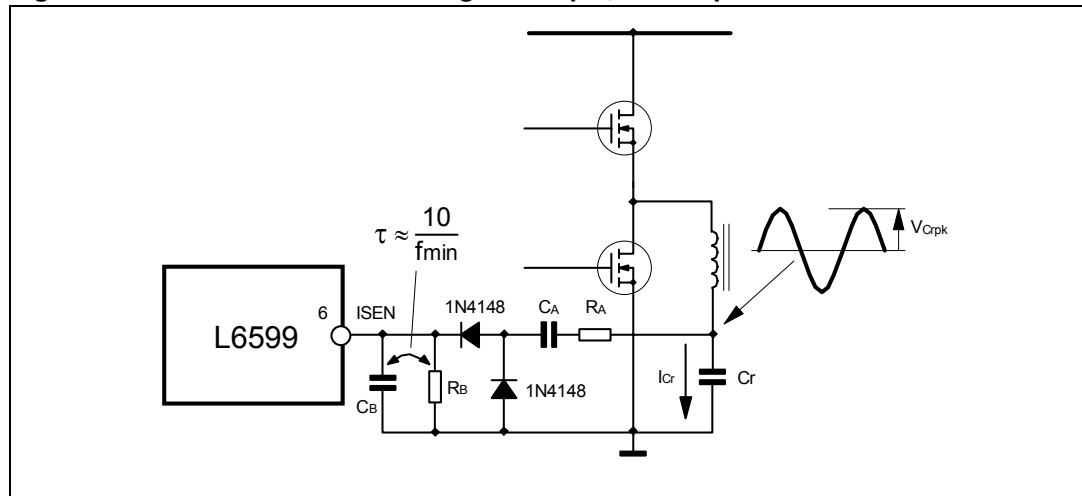 τ ≈ 10
fmin
VCrpk
6 ISEN
1N4148
CA
RA
L6599
CB
RB
1N4148
ICr
Cr